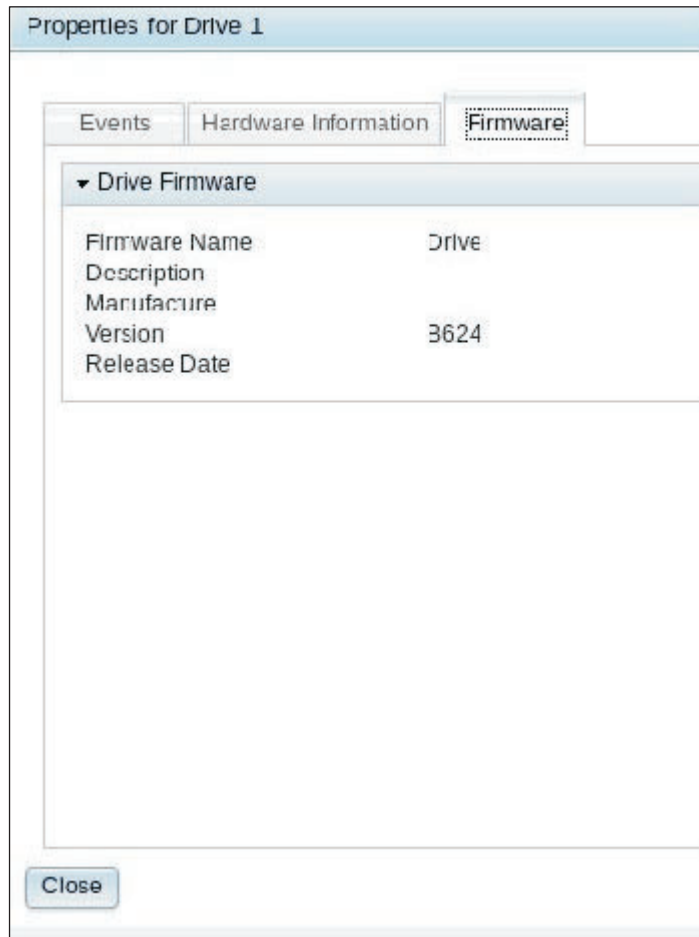 Properties for Drive 1
Events Hardware Information Firmware
Drive Firmware
Firmware Name Drive
Description
Manufacture
Version B624
Release Date
Close